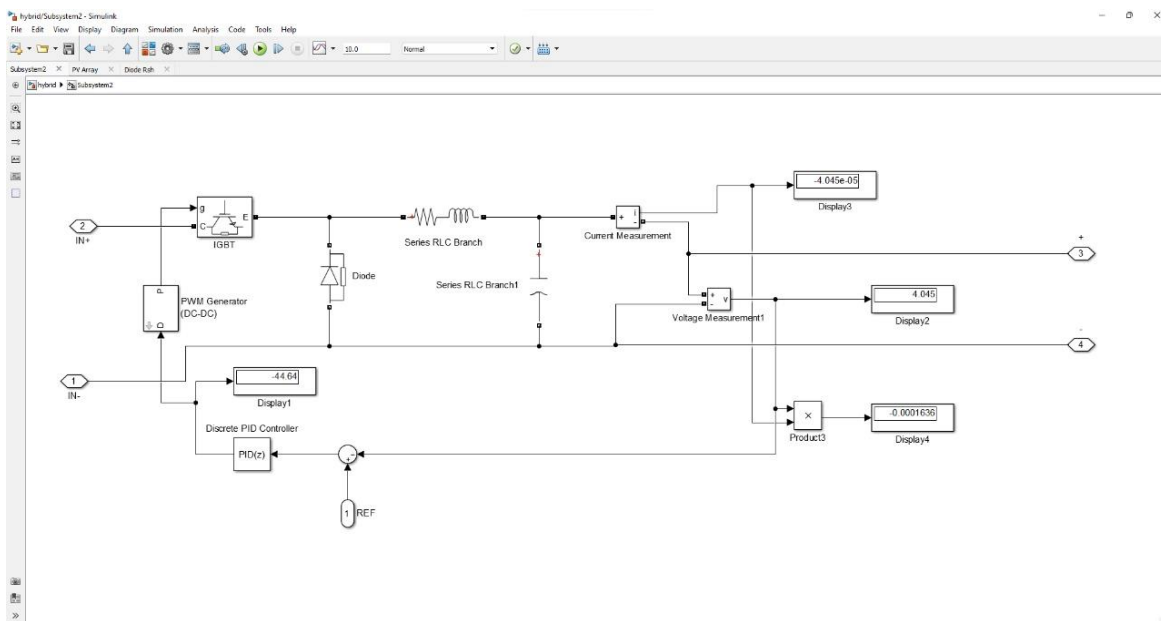 hybrid/Subsystem2 - Simulink
File Edit View Display Diagram Simulation Analysis Code Tools Help
10.0 Normal
Subsystem2 PV Array Diode Rsh
hybrid Subsystem2
-4.045e-05
Display3
g
C
E
IGBT
2
IN+
Series RLC Branch
+
i
-
Current Measurement
+
3
Diode
Series RLC Branch1
P
D
PWM Generator
(DC-DC)
+
-
v
Voltage Measurement1
4.045
Display2
-
4
1
IN-
-44.64
Display1
×
Product3
-0.0001636
Display4
Discrete PID Controller
PID(z)
+
-
1
REF